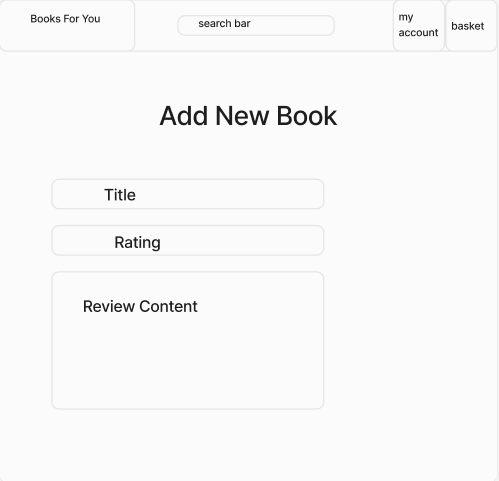 Books For You
search bar
my
account
basket
Add New Book
Title
Rating
Review Content